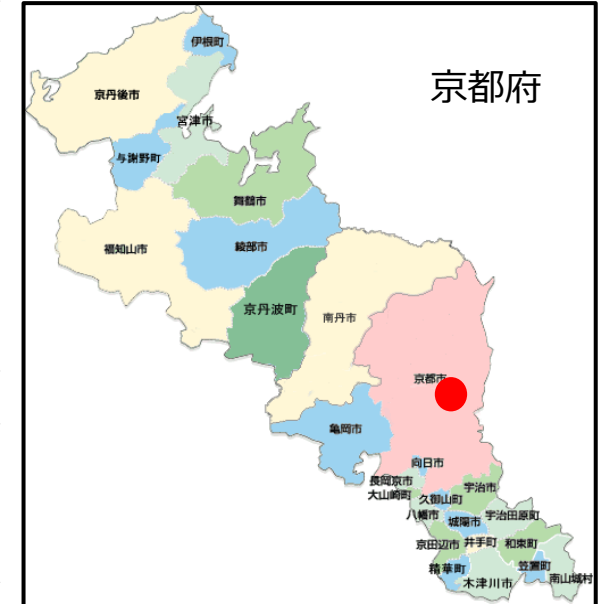 伊根町
京都府
京丹後市
宮津市
与謝野町
舞鶴市
綾部市
福知山市
京丹波町
南丹市
京都市
亀岡市
向日市
長岡京市
大山崎町
宇治市
久御山町
八幡市
城陽市
宇治田原町
京田辺市
井手町
和束町
精華町
笠置町
南山城村
木津川市